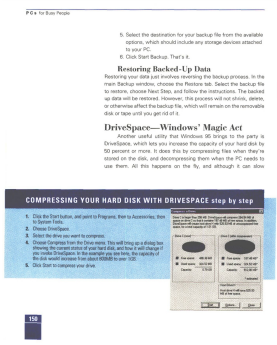 PCs for Busy People
5. Select the destination for your backup file from the available
options, which should include any storage devices attached
to your PC.
6. Click Start Backup. That's it.
Restoring Backed-Up Data
Restoring your data just involves reversing the backup process. In the
main Backup window, choose the Restore tab. Select the backup file
to restore, choose Next Step, and follow the instructions. The backed
up data will be restored. However, this process will not shrink, delete,
or otherwise affect the backup file, which will remain on the removable
disk or tape until you get rid of it.
DriveSpace—Windows' Magic Act
Another useful utility that Windows 95 brings to the party is
DriveSpace, which lets you increase the capacity of your hard disk by
50 percent or more. It does this by compressing files when they're
stored on the disk, and decompressing them when the PC needs to
use them. All this happens on the fly, and although it can slow
COMPRESSING YOUR HARD DISK WITH DRIVESPACE step by step
1. Click the Start button, and point to Programs, then to Accessories, then
to System Tools.
2. Choose DriveSpace.
3. Select the drive you want to compress.
4. Choose Compress from the Drive menu. This will bring up a dialog box
showing the current status of your hard disk, and how it will change if
you invoke DriveSpace. In the example you see here, the capacity of
the disk would increase from about
5. Click Start to compress your drive.
150